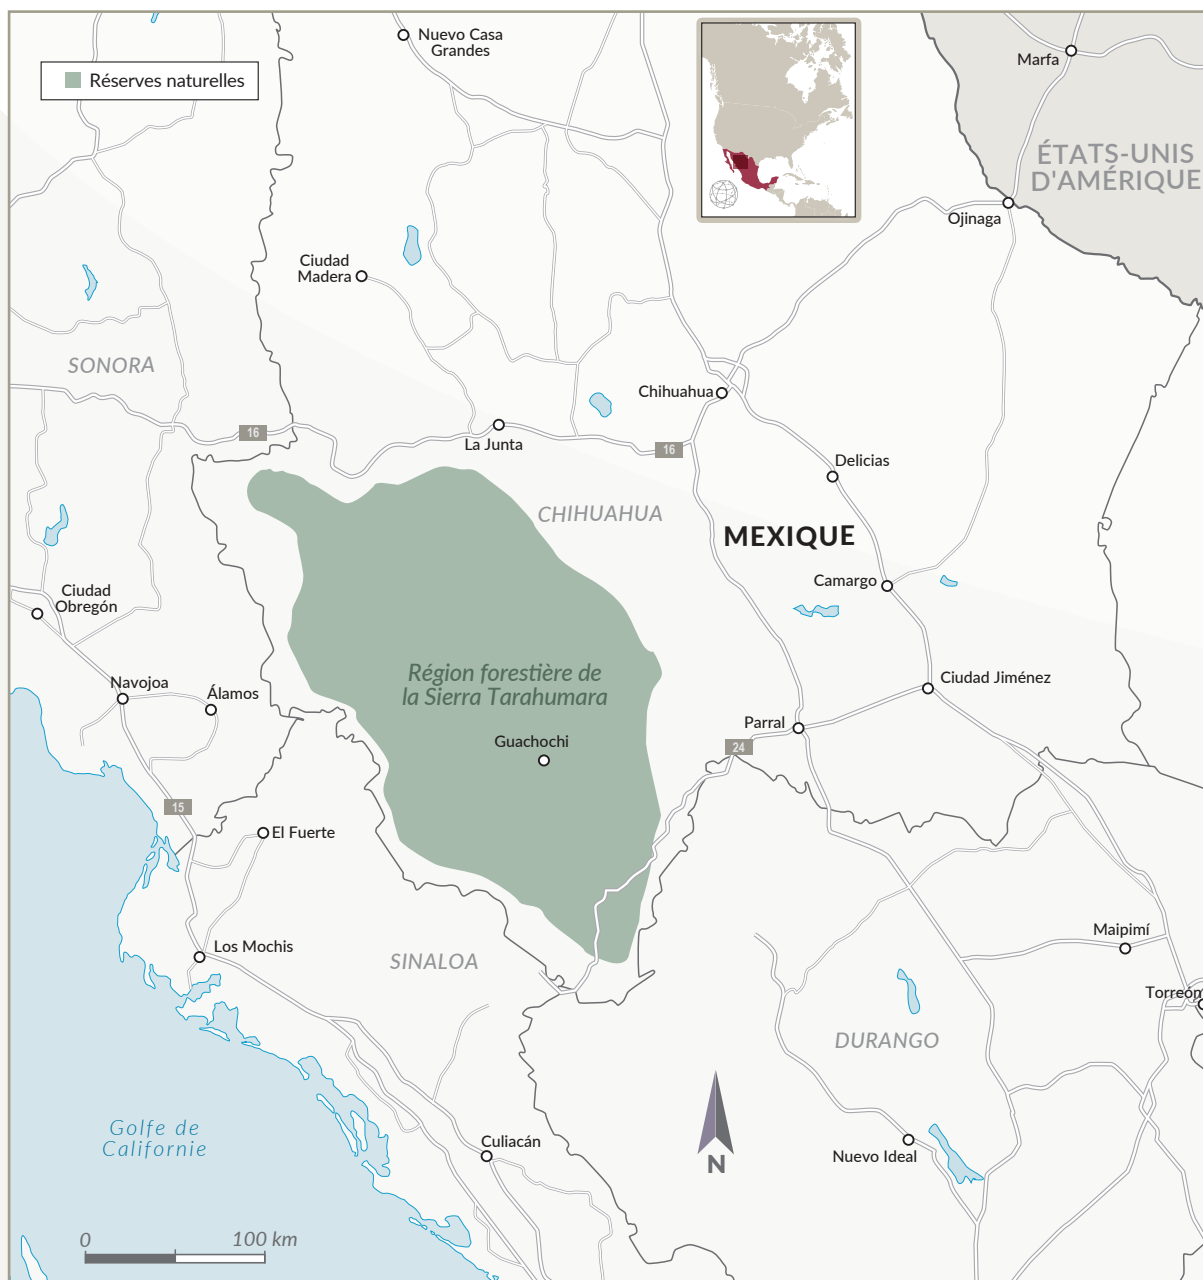 Nuevo Casa
Grandes
Marfa
Réserves naturelles
ÉTATS-UNIS
D'AMÉRIQUE
Ojinaga
Ciudad
Madera
SONORA
Chihuahua
16
La Junta
16
Delicias
CHIHUAHUA
MEXIQUE
Camargo
Ciudad
Obregón
Région forestière de
la Sierra Tarahumara
Navojoa
Álamos
Ciudad Jiménez
Parral
Guachochi
24
15
El Fuerte
Los Mochis
SINALOA
Maipimí
Torreón
DURANGO
Golfe de
Californie
Culiacán
Nuevo Ideal
N
0
100 km